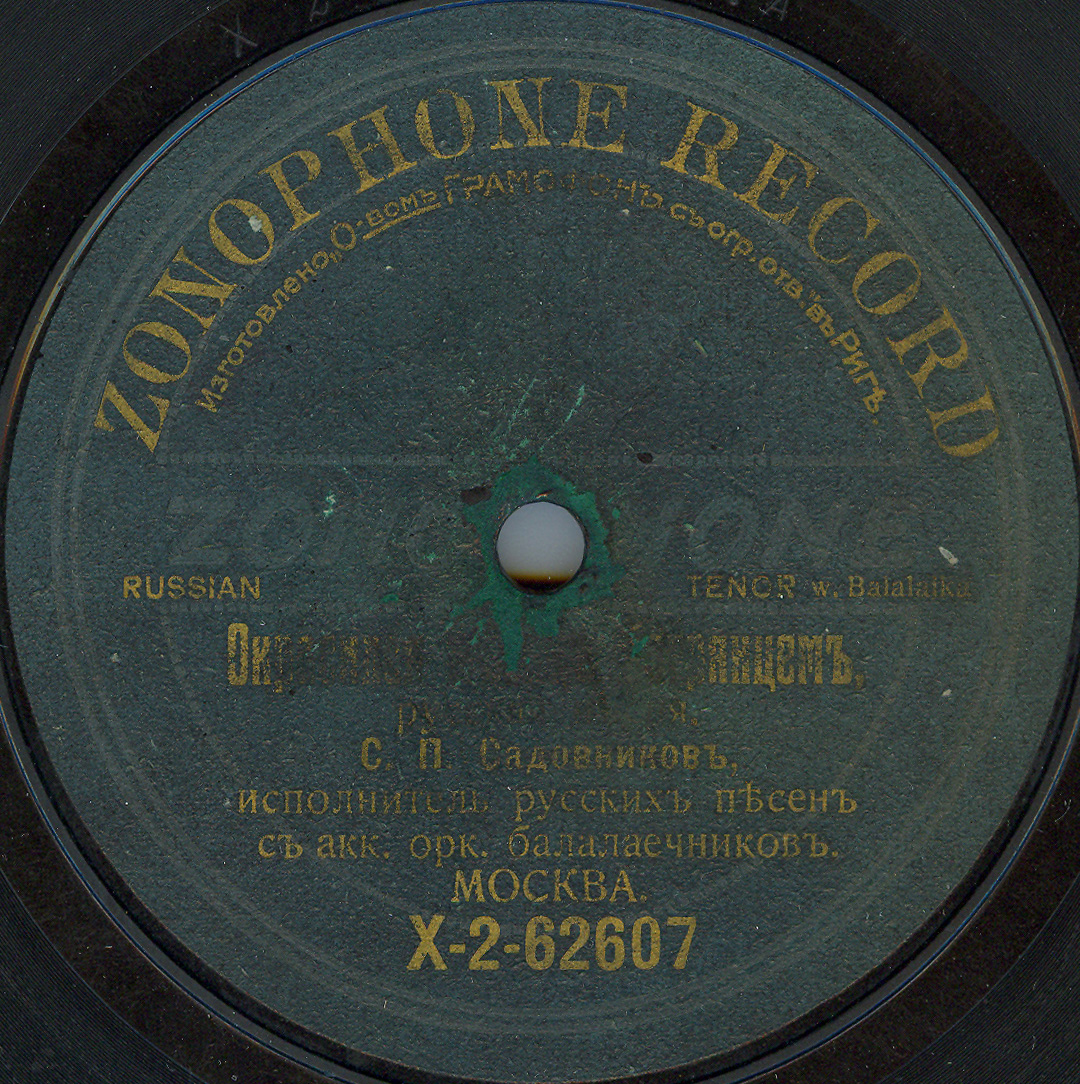 ZONOPHONE RECORD
Изготовлено „О-вомъ ГРАМОФОНЪ съ огр. отв." въ Ригѣ.
RUSSIAN
TENOR w. Balalaika
С. П. Садовниковъ,
исполнитель русскихъ пѣсенъ
съ акк. орк. балалаечниковъ.
МОСКВА.
X-2-62607